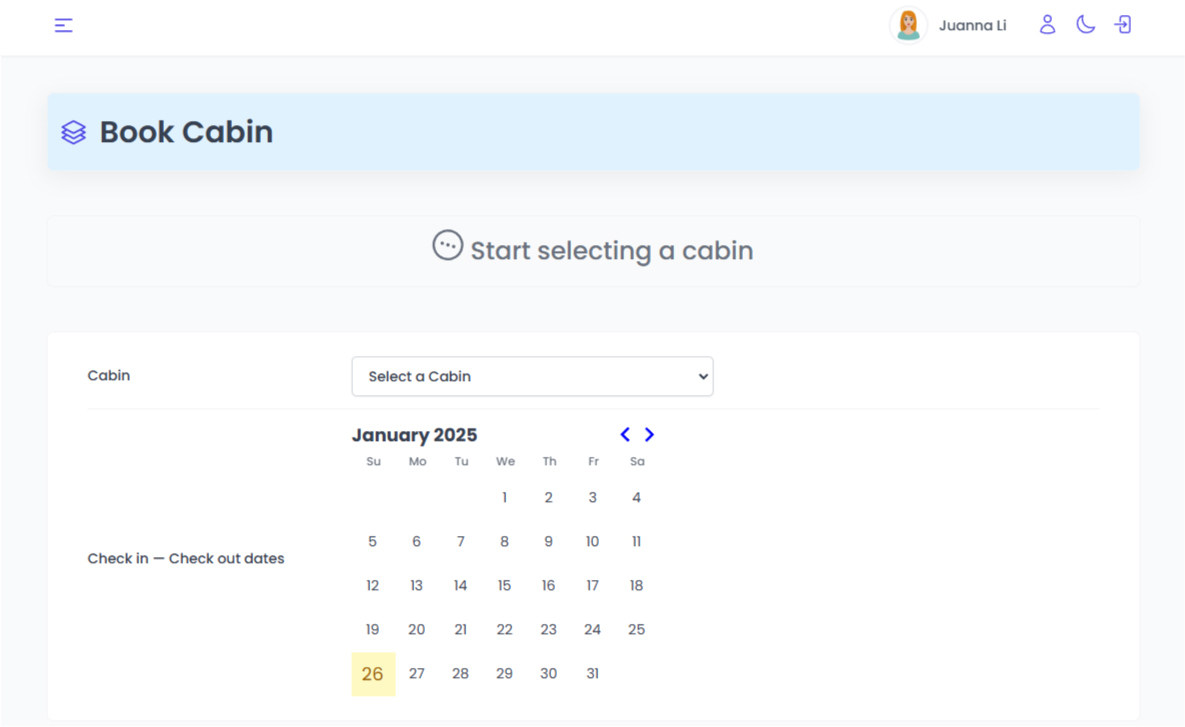 Juanna Li
Book Cabin
Start selecting a cabin
Cabin
Select a Cabin
January 2025
Su Mo Tu We Th Fr Sa
1 2 3 4
5 6 7 8 9 10 11
Check in — Check out dates
12 13 14 15 16 17 18
19 20 21 22 23 24 25
26 27 28 29 30 31